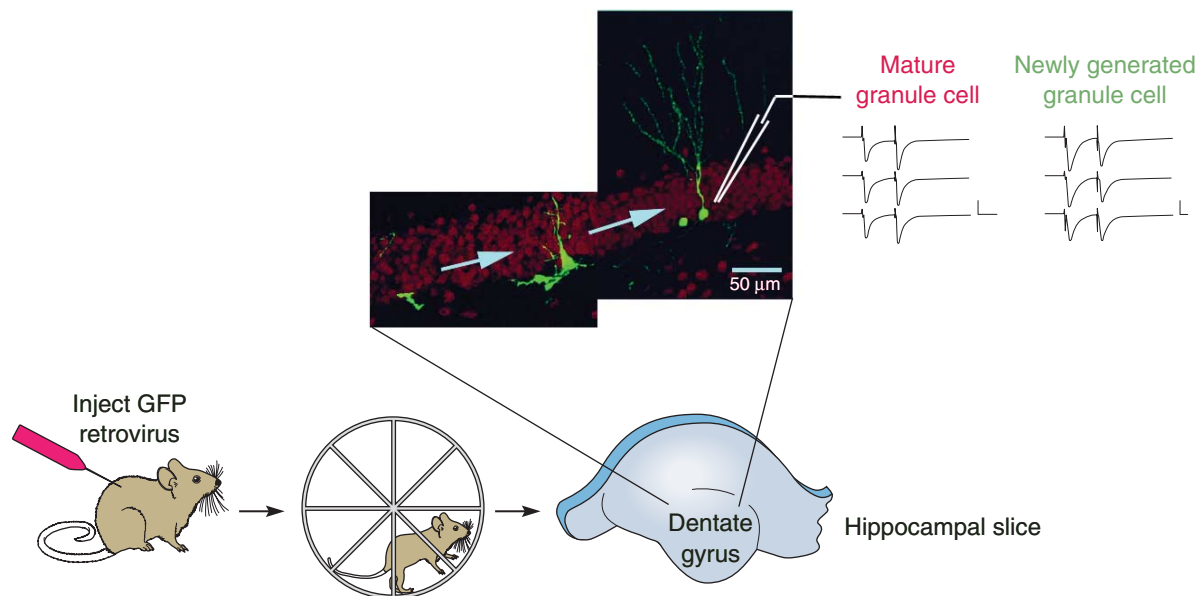 Mature
granule cell
Newly generated
granule cell
50 μm
Inject GFP
retrovirus
Dentate
gyrus
Hippocampal slice